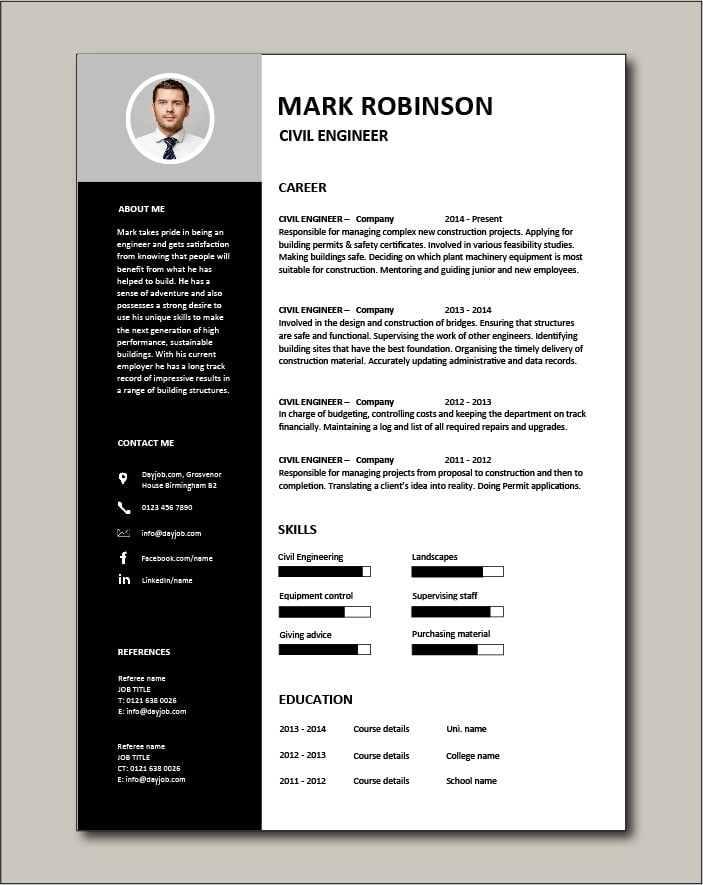 MARK ROBINSON
CIVIL ENGINEER
ABOUT ME
Mark takes pride in being an
engineer and gets satisfaction
from knowing that people will
benefit from what he has
helped to build. He has a
sense of adventure and also
possesses a strong desire to
use his unique skills to make
the next generation of high
performance, sustainable
buildings. With his current
employer he has a long track
record of impressive results in
a range of building structures.
CONTACT ME
Dayjob.com, Grosvenor
House Birmingham B2
0123 456 7890
info@dayjob.com
Facebook.com/name
LinkedIn/name
REFERENCES
Referee name
JOB TITLE
T: 0121 638 0026
E: info@dayjob.com
Referee name
JOB TITLE
CT: 0121 638 0026
E: info@dayjob.com
CAREER
CIVIL ENGINEER – Company 2014 - Present
Responsible for managing complex new construction projects. Applying for
building permits & safety certificates. Involved in various feasibility studies.
Making buildings safe. Deciding on which plant machinery equipment is most
suitable for construction. Mentoring and guiding junior and new employees.
CIVIL ENGINEER – Company 2013 - 2014
Involved in the design and construction of bridges. Ensuring that structures
are safe and functional. Supervising the work of other engineers. Identifying
building sites that have the best foundation. Organising the timely delivery of
construction material. Accurately updating administrative and data records.
CIVIL ENGINEER – Company 2012 - 2013
In charge of budgeting, controlling costs and keeping the department on track
financially. Maintaining a log and list of all required repairs and upgrades.
CIVIL ENGINEER – Company 2011 - 2012
Responsible for managing projects from proposal to construction and then to
completion. Translating a client's idea into reality. Doing Permit applications.
SKILLS
Civil Engineering Landscapes
Equipment control Supervising staff
Giving advice Purchasing material
EDUCATION
2013 - 2014 Course details Uni. name
2012 - 2013 Course details College name
2011 - 2012 Course details School name